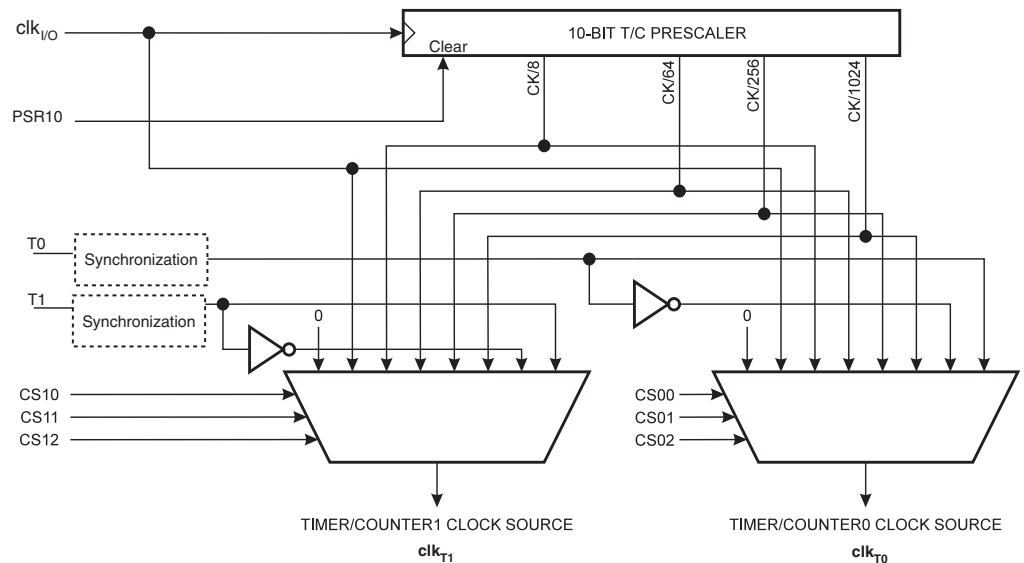 clkI/O
10-BIT T/C PRESCALER
Clear
CK/8
CK/64
CK/256
CK/1024
PSR10
T0
Synchronization
T1
Synchronization
0
0
CS10
CS11
CS12
CS00
CS01
CS02
TIMER/COUNTER1 CLOCK SOURCE
clkT1
TIMER/COUNTER0 CLOCK SOURCE
clkT0